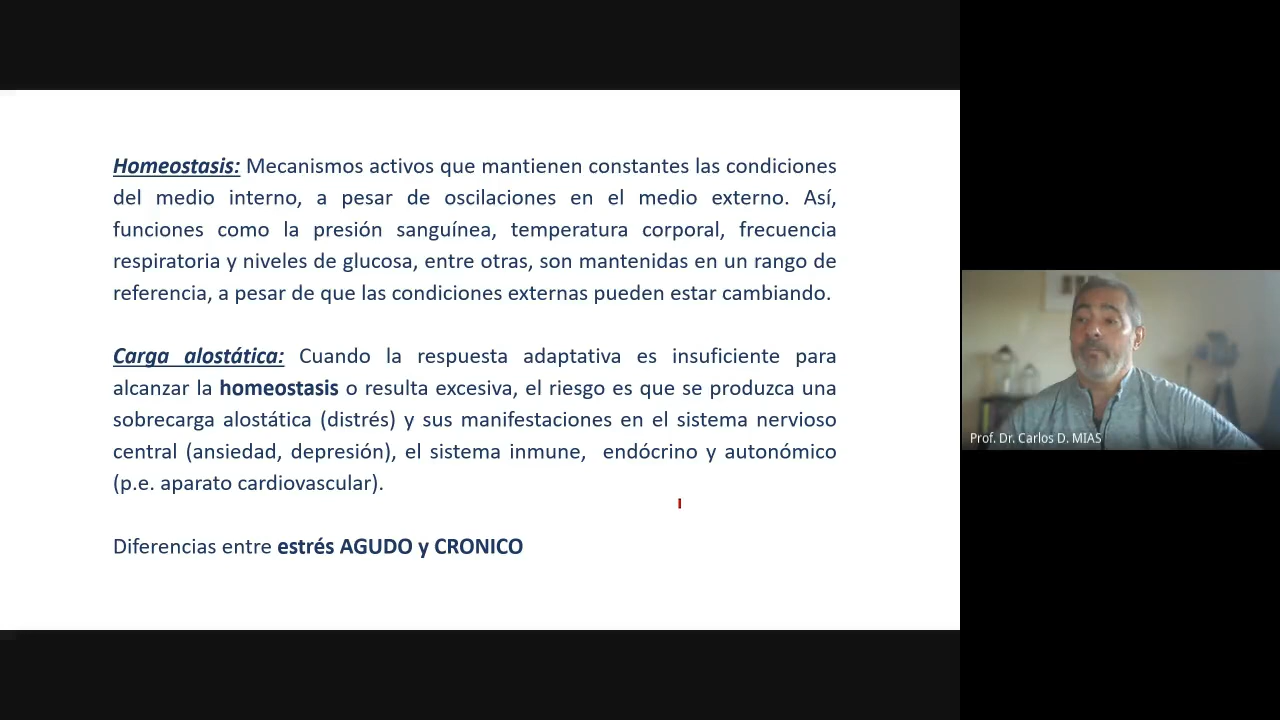 Homeostasis: Mecanismos activos que mantienen constantes las condiciones
del medio interno, a pesar de oscilaciones en el medio externo. Así,
funciones como la presión sanguínea, temperatura corporal, frecuencia
respiratoria y niveles de glucosa, entre otras, son mantenidas en un rango de
referencia, a pesar de que las condiciones externas pueden estar cambiando.
Carga alostática: Cuando la respuesta adaptativa es insuficiente para
alcanzar la homeostasis o resulta excesiva, el riesgo es que se produzca una
sobrecarga alostática (distrés) y sus manifestaciones en el sistema nervioso
central (ansiedad, depresión), el sistema inmune, endócrino y autonómico
(p.e. aparato cardiovascular).
Diferencias entre estrés AGUDO y CRONICO
Prof. Dr. Carlos D. MIAS